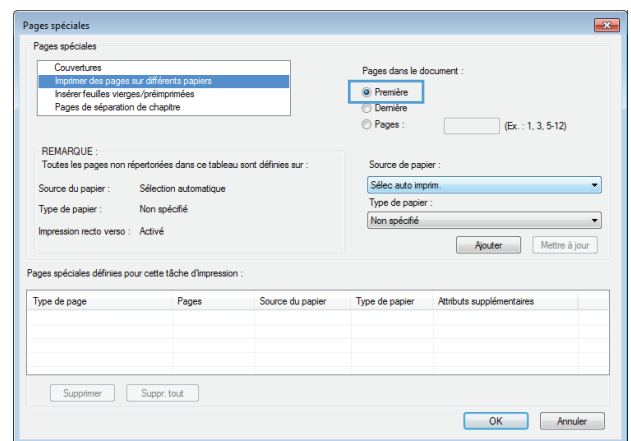 Pages spéciales
Pages spéciales
Couvertures
Imprimer des pages sur différents papiers
Insérer feuilles vierges/préimprimées
Pages de séparation de chapitre
Pages dans le document :
Première
Dernière
Pages :
(Ex. : 1, 3, 5-12)
REMARQUE :
Toutes les pages non répertoriées dans ce tableau sont définies sur :
Source du papier : Sélection automatique
Type de papier : Non spécifié
Impression recto verso : Activé
Source de papier :
Sélec auto imprim.
Type de papier :
Non spécifié
Ajouter Mettre à jour
Pages spéciales définies pour cette tâche d'impression :
Type de page Pages Source du papier Type de papier Attributs supplémentaires
Supprimer Suppr. tout
OK Annuler